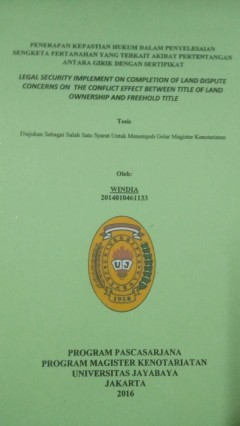 PENERAPAN KEPASTIAN HUKUM DALAM PENYELESAIAN
SENGKETA PERTANAHAN YANG TERKAIT AKIBAT PERTENTANGAN
ANTARA GIRIK DENGAN SERTIPIKAT
LEGAL SECURITY IMPLEMENT ON COMPLETION OF LAND DISPUTE
CONCERNS ON THE CONFLICT EFFECT BETWEEN TITLE OF LAND
OWNERSHIP AND FREEHOLD TITLE
Tesis
Diajukan Sebagai Salah Satu Syarat Untuk Menempuh Gelar Magister Kenotariatan
Oleh:
WINDIA
2014010461133
1958
PROGRAM PASCASARJANA
PROGRAM MAGISTER KENOTARIATAN
UNIVERSITAS JAYABAYA
JAKARTA
2016